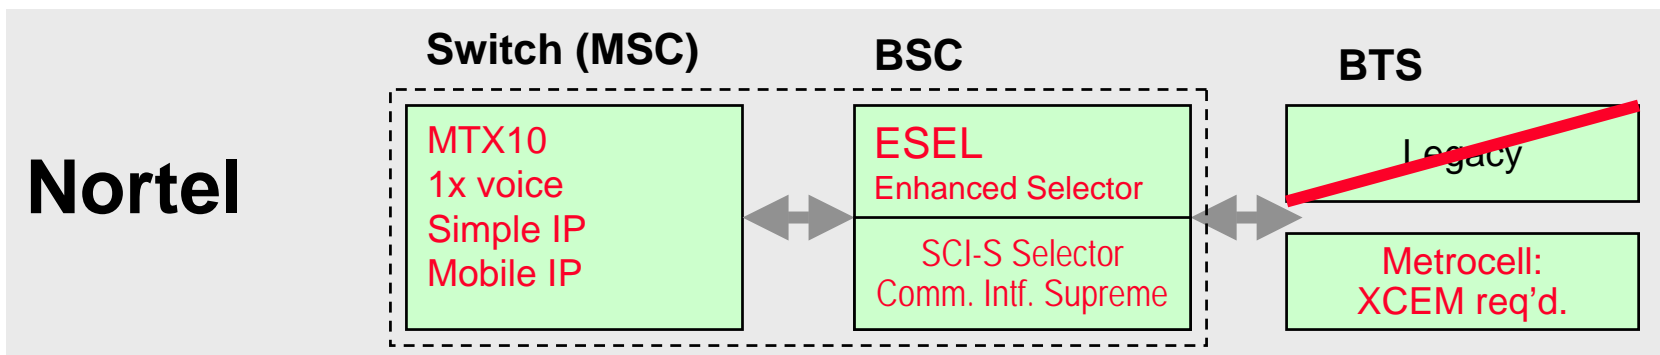 Nortel
Switch (MSC)
MTX10
1x voice
Simple IP
Mobile IP
BSC
ESEL
Enhanced Selector
SCI-S Selector
Comm. Intf. Supreme
BTS
Legacy
Metrocell:
XCEM req’d.